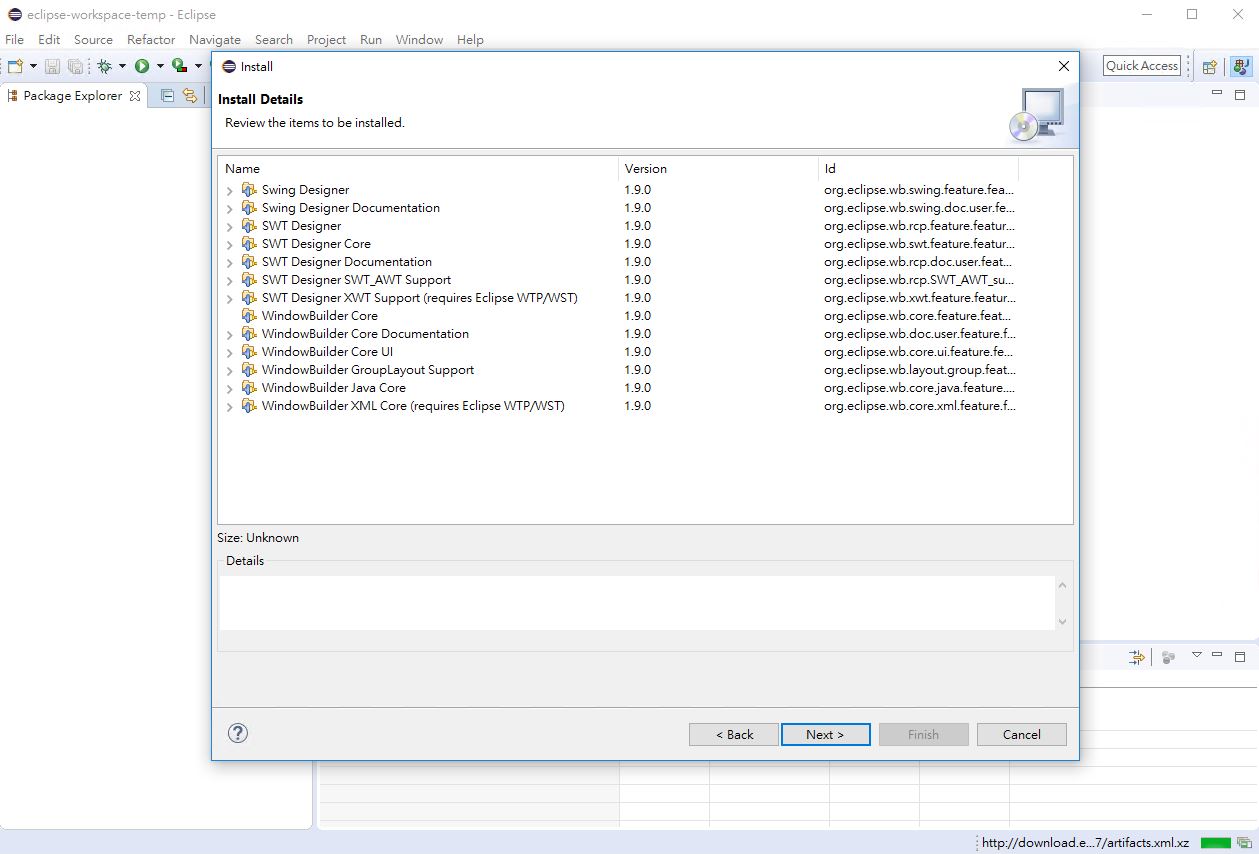 eclipse-workspace-temp - Eclipse
File Edit Source Refactor Navigate Search Project Run Window Help
Quick Access
Package Explorer
Install
Install Details
Review the items to be installed.
Name Version Id
Swing Designer 1.9.0 org.eclipse.wb.swing.feature.fea...
Swing Designer Documentation 1.9.0 org.eclipse.wb.swing.doc.user.fe...
SWT Designer 1.9.0 org.eclipse.wb.rcp.feature.featur...
SWT Designer Core 1.9.0 org.eclipse.wb.swt.feature.featur...
SWT Designer Documentation 1.9.0 org.eclipse.wb.rcp.doc.user.feat...
SWT Designer SWT_AWT Support 1.9.0 org.eclipse.wb.rcp.SWT_AWT_su...
SWT Designer XWT Support (requires Eclipse WTP/WST) 1.9.0 org.eclipse.wb.xwt.feature.featur...
WindowBuilder Core 1.9.0 org.eclipse.wb.core.feature.feat...
WindowBuilder Core Documentation 1.9.0 org.eclipse.wb.doc.user.feature.f...
WindowBuilder Core UI 1.9.0 org.eclipse.wb.core.ui.feature.fe...
WindowBuilder GroupLayout Support 1.9.0 org.eclipse.wb.layout.group.feat...
WindowBuilder Java Core 1.9.0 org.eclipse.wb.core.java.feature....
WindowBuilder XML Core (requires Eclipse WTP/WST) 1.9.0 org.eclipse.wb.core.xml.feature.f...
Size: Unknown
Details
< Back Next > Finish Cancel
http://download.e...7/artifacts.xml.xz